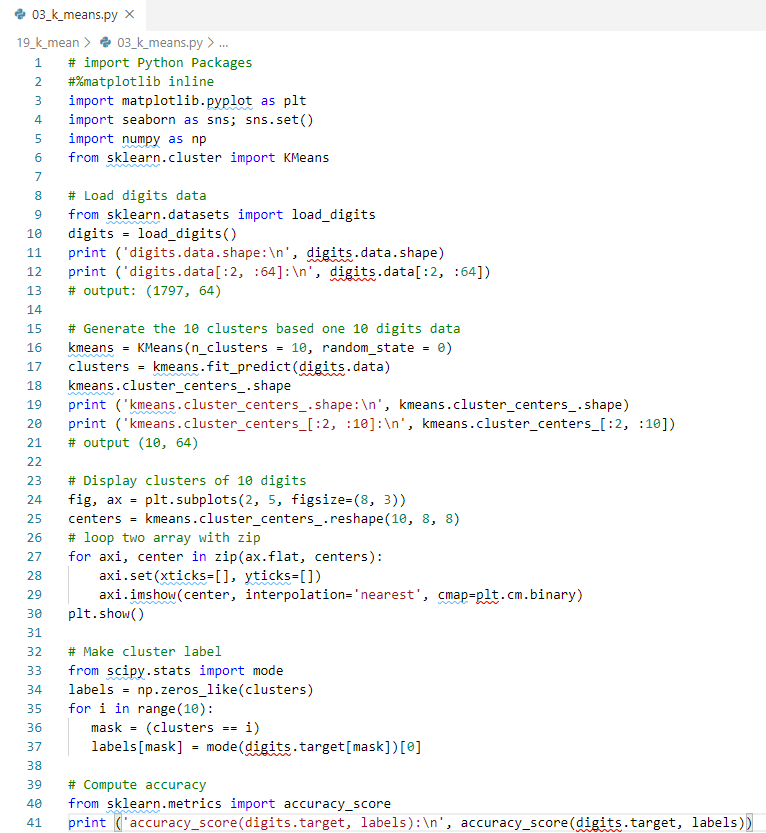 03_k_means.py ×
19_k_mean > 03_k_means.py > ...
1 # import Python Packages
2 #%matplotlib inline
3 import matplotlib.pyplot as plt
4 import seaborn as sns; sns.set()
5 import numpy as np
6 from sklearn.cluster import KMeans
7
8 # Load digits data
9 from sklearn.datasets import load_digits
10 digits = load_digits()
11 print ('digits.data.shape:\n', digits.data.shape)
12 print ('digits.data[:2, :64]:\n', digits.data[:2, :64])
13 # output: (1797, 64)
14
15 # Generate the 10 clusters based one 10 digits data
16 kmeans = KMeans(n_clusters = 10, random_state = 0)
17 clusters = kmeans.fit_predict(digits.data)
18 kmeans.cluster_centers_.shape
19 print ('kmeans.cluster_centers_.shape:\n', kmeans.cluster_centers_.shape)
20 print ('kmeans.cluster_centers_[:2, :10]:\n', kmeans.cluster_centers_[:2, :10])
21 # output (10, 64)
22
23 # Display clusters of 10 digits
24 fig, ax = plt.subplots(2, 5, figsize=(8, 3))
25 centers = kmeans.cluster_centers_.reshape(10, 8, 8)
26 # loop two array with zip
27 for axi, center in zip(ax.flat, centers):
28     axi.set(xticks=[], yticks=[])
29     axi.imshow(center, interpolation='nearest', cmap=plt.cm.binary)
30 plt.show()
31
32 # Make cluster label
33 from scipy.stats import mode
34 labels = np.zeros_like(clusters)
35 for i in range(10):
36    mask = (clusters == i)
37    labels[mask] = mode(digits.target[mask])[0]
38
39 # Compute accuracy
40 from sklearn.metrics import accuracy_score
41 print ('accuracy_score(digits.target, labels):\n', accuracy_score(digits.target, labels))